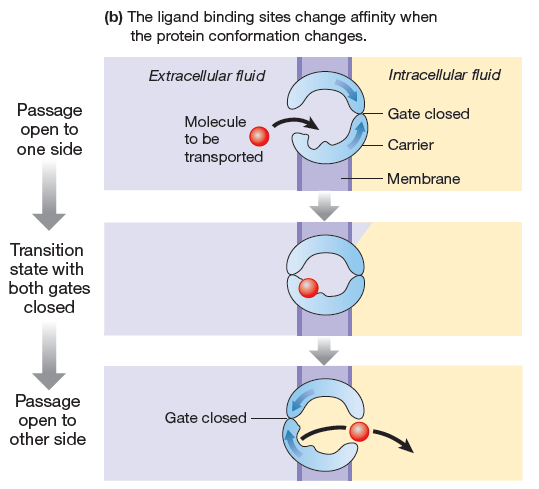 (b) The ligand binding sites change affinity when
the protein conformation changes.
Extracellular fluid
Intracellular fluid
Passage
open to
one side
Molecule
to be
transported
Gate closed
Carrier
Membrane
Transition
state with
both gates
closed
Passage
open to
other side
Gate closed